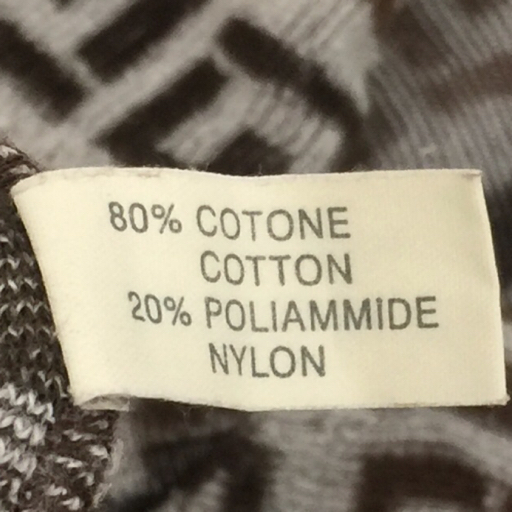 80% COTONE
COTTON
20% POLIAMMIDE
NYLON